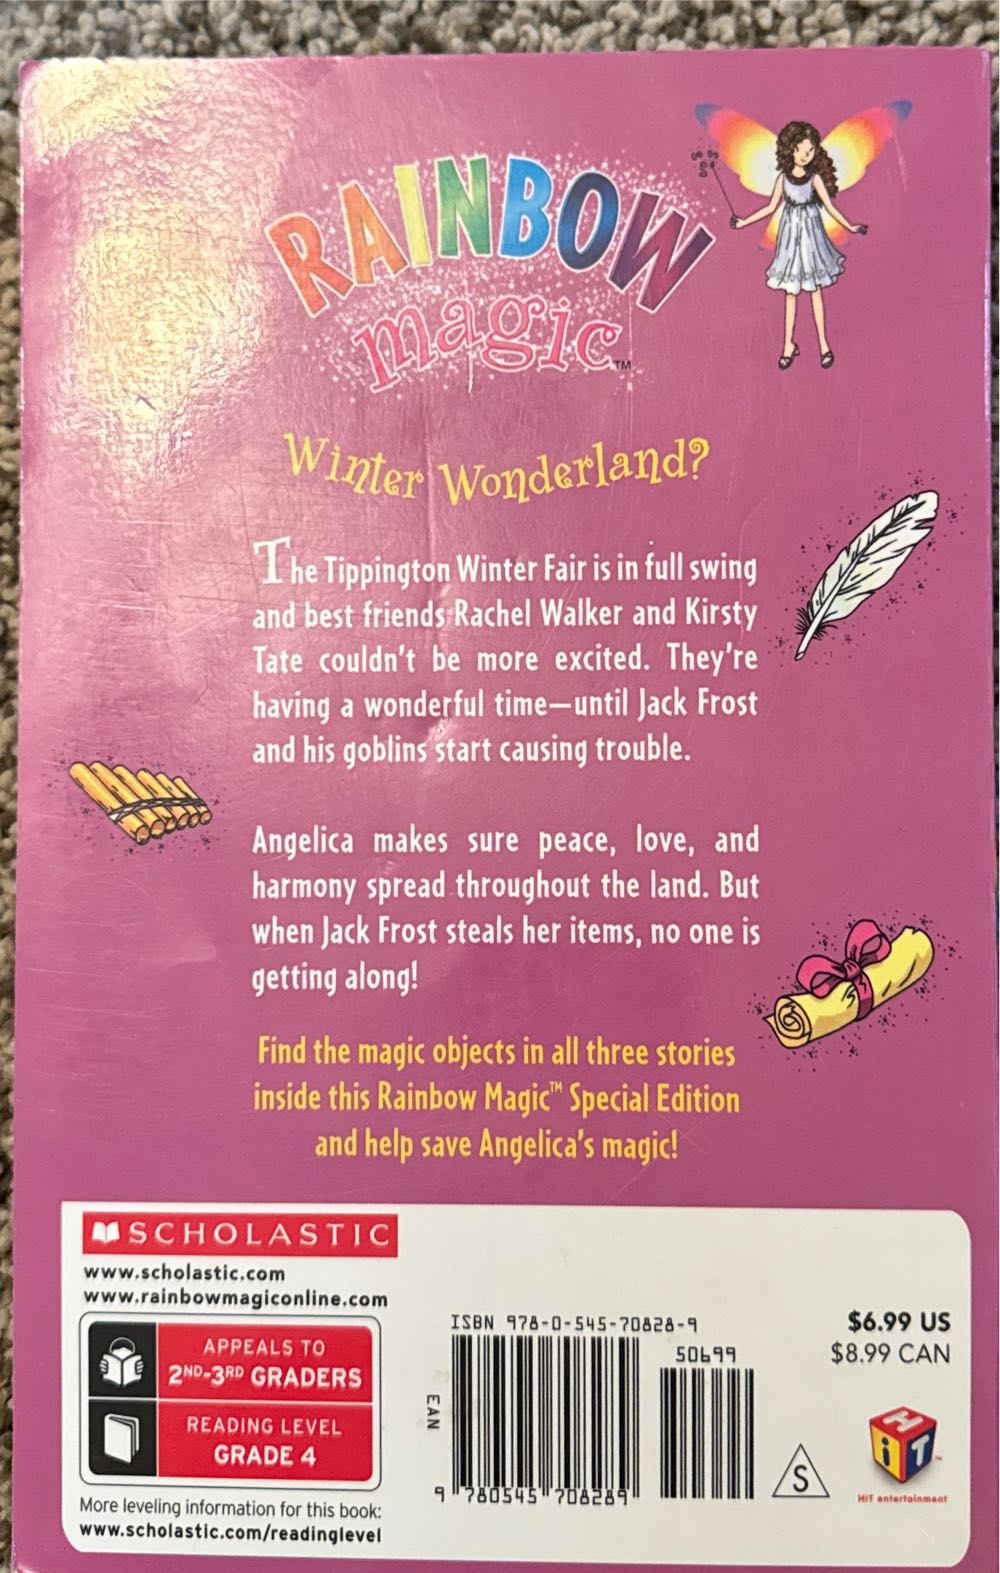 RAINBOW
magic™
Winter Wonderland?
The Tippington Winter Fair is in full swing
and best friends Rachel Walker and Kirsty
Tate couldn't be more excited. They're
having a wonderful time—until Jack Frost
and his goblins start causing trouble.
Angelica makes sure peace, love, and
harmony spread throughout the land. But
when Jack Frost steals her items, no one is
getting along!
Find the magic objects in all three stories
inside this Rainbow Magic™ Special Edition
and help save Angelica's magic!
SCHOLASTIC
www.scholastic.com
www.rainbowmagiconline.com
APPEALS TO
2ND-3RD GRADERS
READING LEVEL
GRADE 4
More leveling information for this book:
www.scholastic.com/readinglevel
ISBN 978-0-545-70828-9
50699
EAN
9 780545 708289
$6.99 US
$8.99 CAN
S
HiT
HiT entertainment